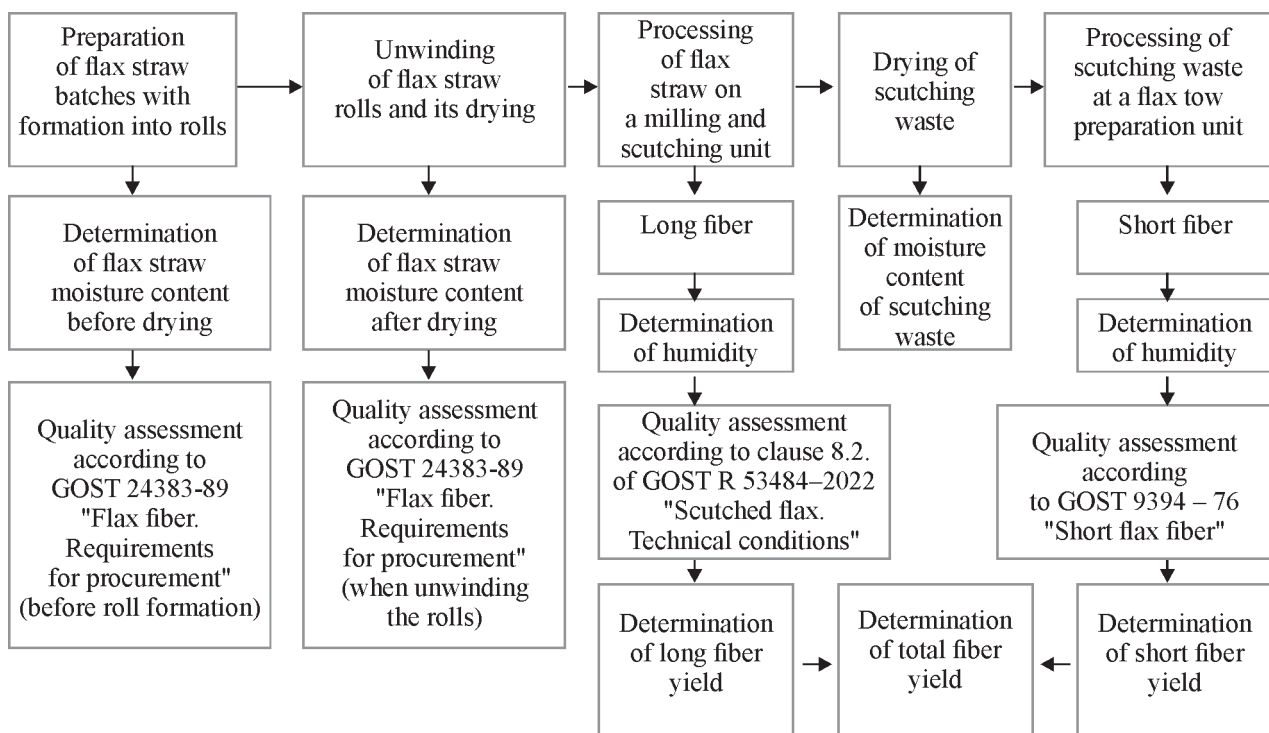 Preparation
of flax straw
batches with
formation into rolls
Unwinding
of flax straw
rolls and its drying
Processing
of flax
straw on
a milling and
scutching unit
Drying of
scutching
waste
Processing of
scutching waste
at a flax tow
preparation unit
Determination
of flax straw
moisture content
before drying
Determination
of flax straw
moisture content
after drying
Long fiber
Determination
of moisture
content
of scutching
waste
Short fiber
Determination
of humidity
Determination
of humidity
Quality assessment
according to
GOST 24383-89
"Flax fiber.
Requirements
for procurement"
(before roll formation)
Quality assessment
according to
GOST 24383-89
"Flax fiber.
Requirements
for procurement"
(when unwinding
the rolls)
Quality assessment
according to clause 8.2.
of GOST R 53484–2022
"Scutched flax.
Technical conditions"
Quality assessment
according
to GOST 9394 – 76
"Short flax fiber"
Determination
of long fiber
yield
Determination
of total fiber
yield
Determination
of short fiber
yield